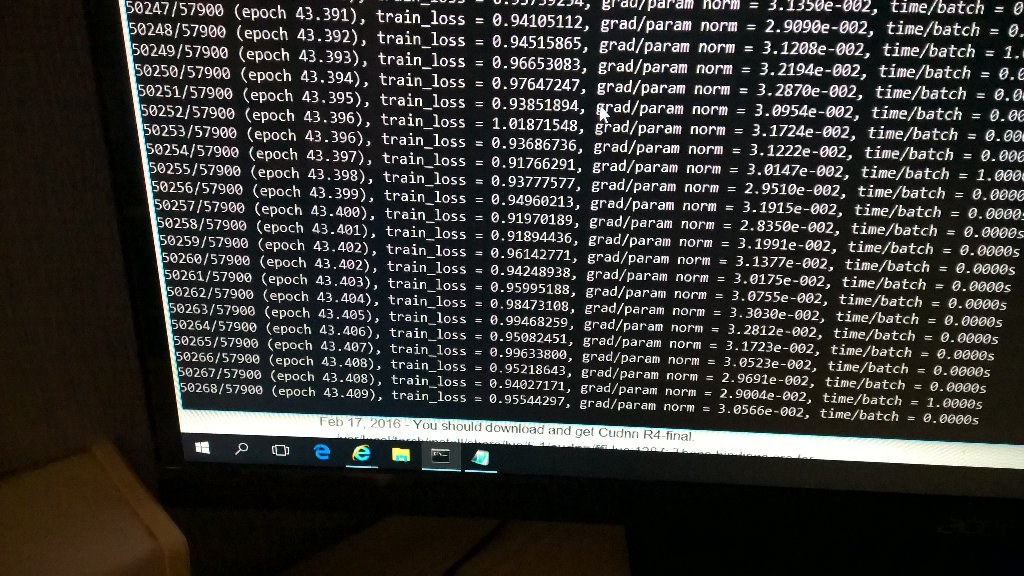 grad/param norm = 3.1350e-002, time/batch = 0
50247/57900 (epoch 43.391), train_loss = 0.94105112, grad/param norm = 2.9090e-002, time/batch = 0.
50248/57900 (epoch 43.392), train_loss = 0.94515865, grad/param norm = 3.1208e-002, time/batch = 1.0
50249/57900 (epoch 43.393), train_loss = 0.96653083, grad/param norm = 3.2194e-002, time/batch = 0.0
50250/57900 (epoch 43.394), train_loss = 0.97647247, grad/param norm = 3.2870e-002, time/batch = 0.00
50251/57900 (epoch 43.395), train_loss = 0.93851894, grad/param norm = 3.0954e-002, time/batch = 0.00
50252/57900 (epoch 43.396), train_loss = 1.01871548, grad/param norm = 3.1724e-002, time/batch = 0.000
50253/57900 (epoch 43.396), train_loss = 0.93686736, grad/param norm = 3.1222e-002, time/batch = 0.0000
50254/57900 (epoch 43.397), train_loss = 0.91766291, grad/param norm = 3.0147e-002, time/batch = 1.0000
50255/57900 (epoch 43.398), train_loss = 0.93777577, grad/param norm = 2.9510e-002, time/batch = 0.0000
50256/57900 (epoch 43.399), train_loss = 0.94960213, grad/param norm = 3.1915e-002, time/batch = 0.0000s
50257/57900 (epoch 43.400), train_loss = 0.91970189, grad/param norm = 2.8350e-002, time/batch = 0.0000s
50258/57900 (epoch 43.401), train_loss = 0.91894436, grad/param norm = 3.1991e-002, time/batch = 0.0000s
50259/57900 (epoch 43.402), train_loss = 0.96142771, grad/param norm = 3.1377e-002, time/batch = 0.0000s
50260/57900 (epoch 43.402), train_loss = 0.94248938, grad/param norm = 3.0175e-002, time/batch = 0.0000s
50261/57900 (epoch 43.403), train_loss = 0.95995188, grad/param norm = 3.0755e-002, time/batch = 0.0000s
50262/57900 (epoch 43.404), train_loss = 0.98473108, grad/param norm = 3.3030e-002, time/batch = 0.0000s
50263/57900 (epoch 43.405), train_loss = 0.99468259, grad/param norm = 3.2812e-002, time/batch = 0.0000s
50264/57900 (epoch 43.406), train_loss = 0.95082451, grad/param norm = 3.1723e-002, time/batch = 0.0000s
50265/57900 (epoch 43.407), train_loss = 0.99633800, grad/param norm = 3.0523e-002, time/batch = 0.0000s
50266/57900 (epoch 43.408), train_loss = 0.95218643, grad/param norm = 2.9691e-002, time/batch = 0.0000s
50267/57900 (epoch 43.408), train_loss = 0.94027171, grad/param norm = 2.9004e-002, time/batch = 1.0000s
50268/57900 (epoch 43.409), train_loss = 0.95544297, grad/param norm = 3.0566e-002, time/batch = 0.0000s
Feb 17, 2016 - You should download and get Cudnn R4-final.
acer